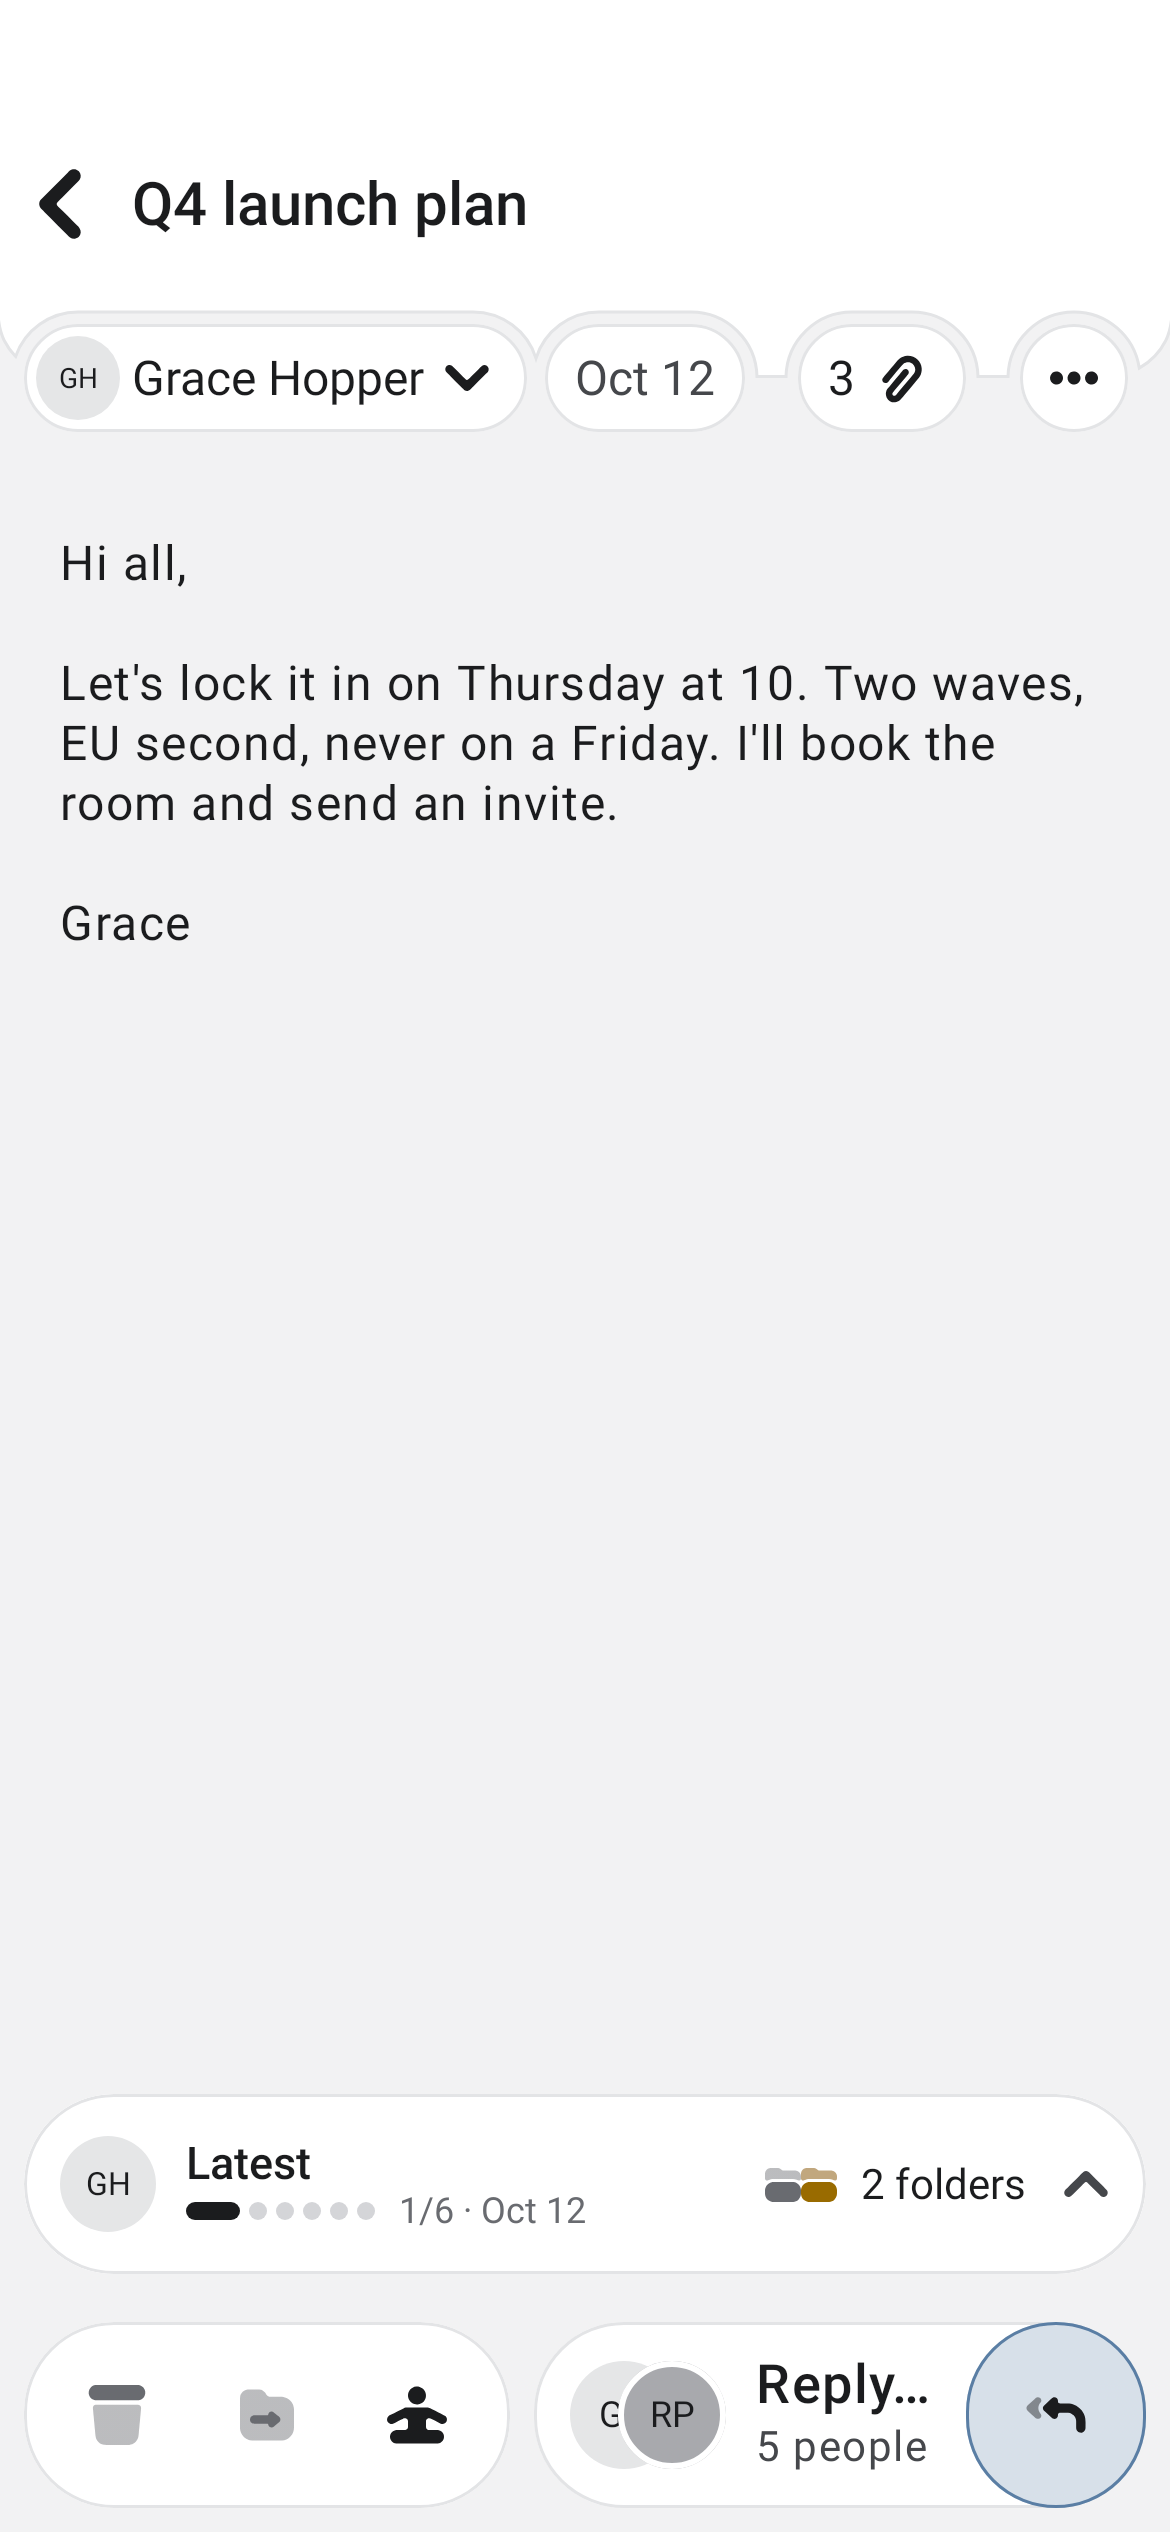 Q4 launch plan
GH Grace Hopper
Oct 12
3
Hi all,
Let's lock it in on Thursday at 10. Two waves,
EU second, never on a Friday. I'll book the
room and send an invite.
Grace
GH
Latest
1/6 · Oct 12
2 folders
G
RP
Reply…
5 people